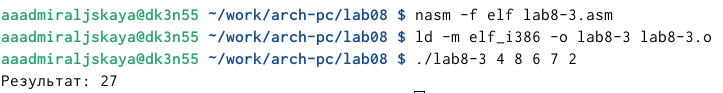 aaadmiraljskaya@dk3n55 ~/work/arch-pc/lab08 $ nasm -f elf lab8-3.asm
aaadmiraljskaya@dk3n55 ~/work/arch-pc/lab08 $ ld -m elf_i386 -o lab8-3 lab8-3.o
aaadmiraljskaya@dk3n55 ~/work/arch-pc/lab08 $ ./lab8-3 4 8 6 7 2
Результат: 27